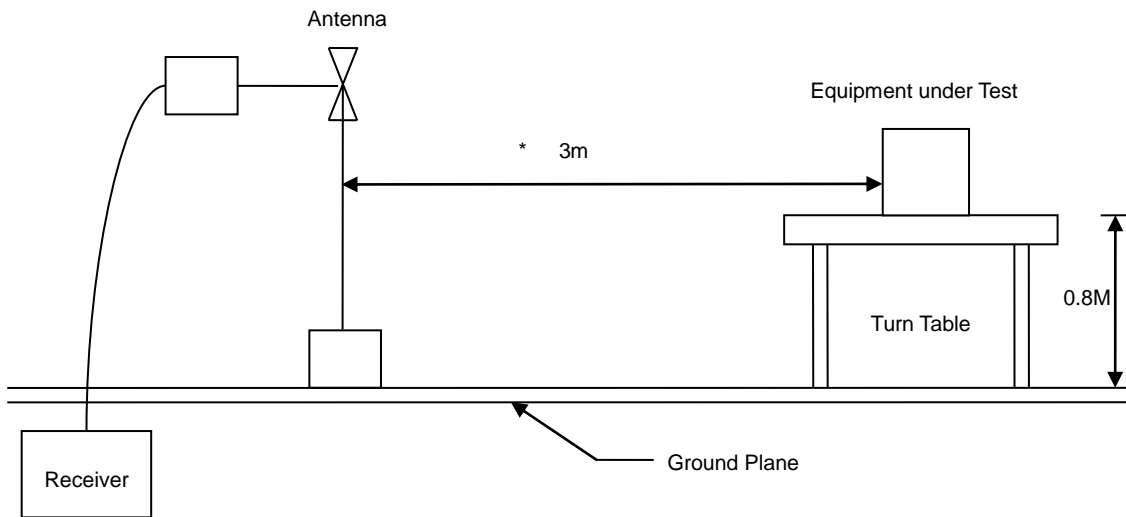 Antenna
Equipment under Test
* 3m
0.8M
Turn Table
Ground Plane
Receiver